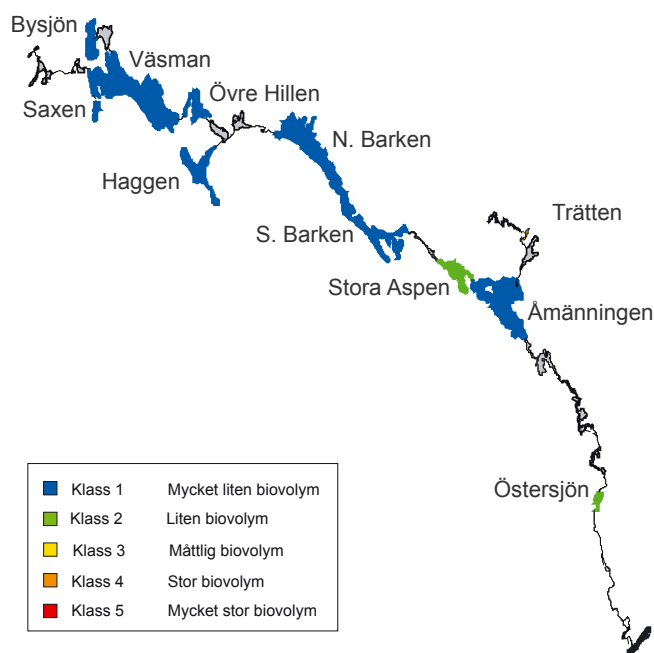 Bysjön
Väsman
Övre Hillen
Saxen
N. Barken
Haggen
Trätten
S. Barken
Stora Aspen
Åmänningen
Östersjön
Klass 1 Mycket liten biovolym
Klass 2 Liten biovolym
Klass 3 Måttlig biovolym
Klass 4 Stor biovolym
Klass 5 Mycket stor biovolym